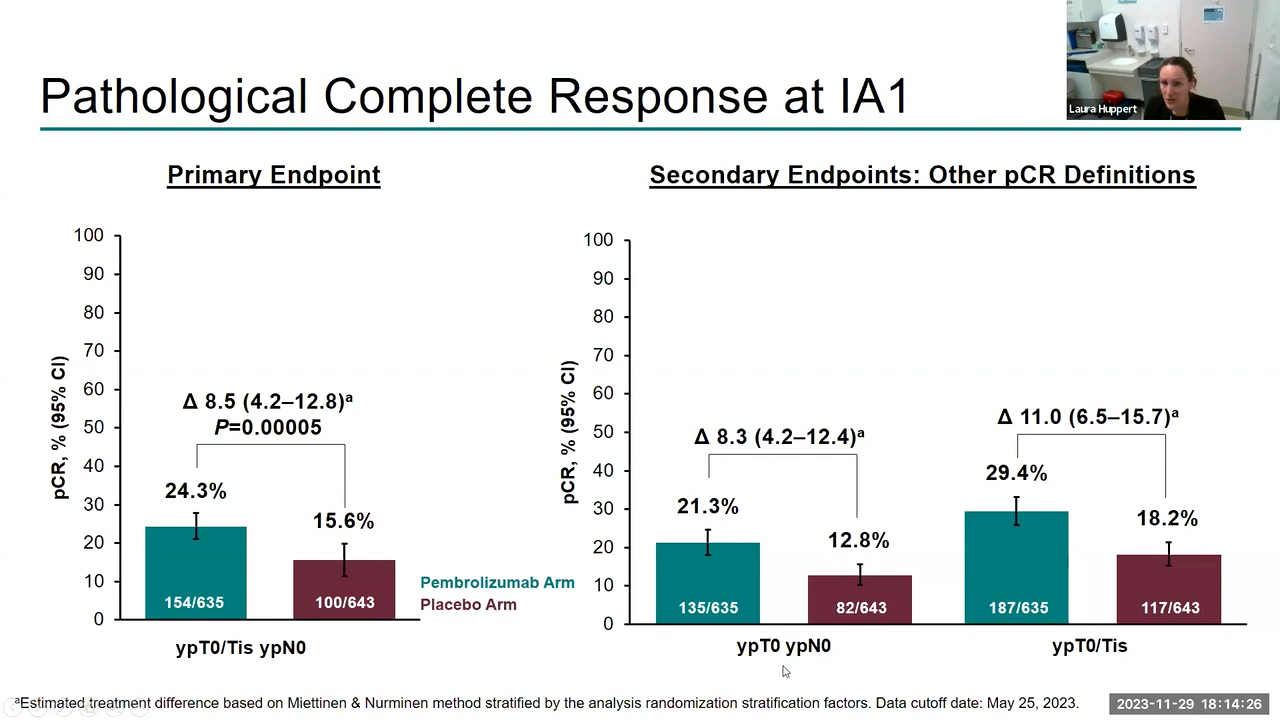 Pathological Complete Response at IA1
Laura Huppert
Primary Endpoint
100
90
80
70
60
50
40
30
20
10
0
pCR, % (95% CI)
Δ 8.5 (4.2–12.8)ᵃ
P=0.00005
24.3%
15.6%
154/635
100/643
ypT0/Tis ypN0
Pembrolizumab Arm
Placebo Arm
Secondary Endpoints: Other pCR Definitions
100
90
80
70
60
50
40
30
20
10
0
pCR, % (95% CI)
Δ 8.3 (4.2–12.4)ᵃ
21.3%
12.8%
135/635
82/643
ypT0 ypN0
Δ 11.0 (6.5–15.7)ᵃ
29.4%
18.2%
187/635
117/643
ypT0/Tis
ᵃEstimated treatment difference based on Miettinen & Nurminen method stratified by the analysis randomization stratification factors. Data cutoff date: May 25, 2023.
2023-11-29 18:14:26